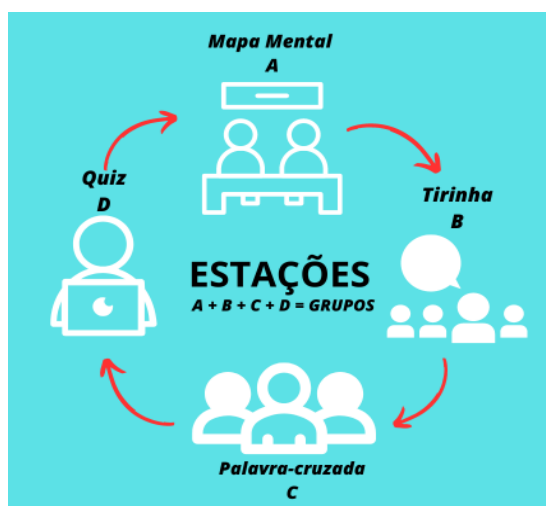 Mapa Mental
A
Quiz
D
Tirinha
B
ESTAÇÕES
A + B + C + D = GRUPOS
Palavra-cruzada
C